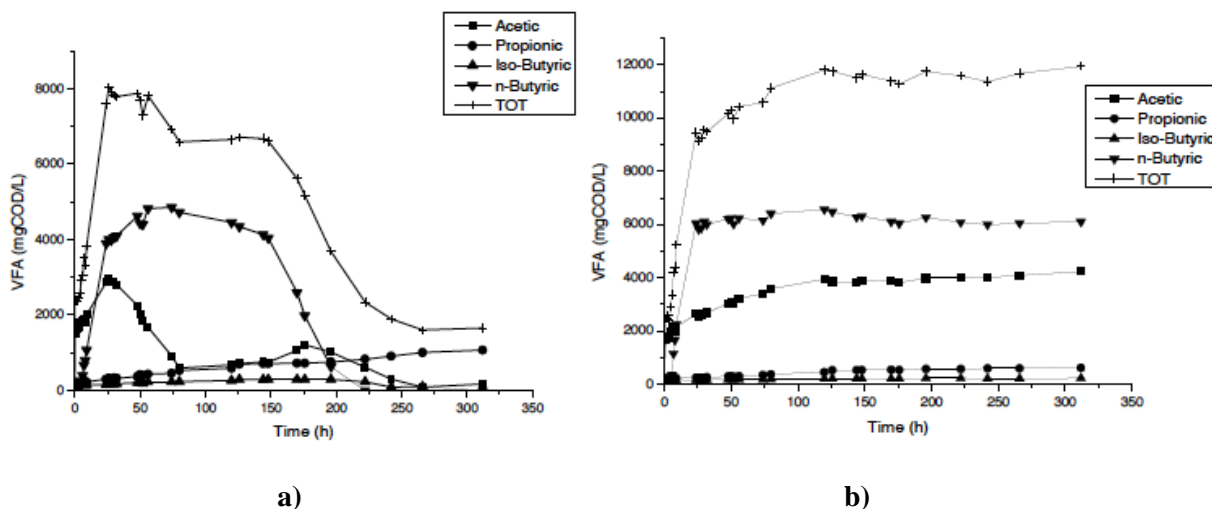 Acetic
Propionic
Iso-Butyric
n-Butyric
TOT
8000
6000
4000
2000
0
VFA (mgCOD/L)
0 50 100 150 200 250 300 350
Time (h)
a)
Acetic
Propionic
Iso-Butyric
n-Butyric
TOT
12000
10000
8000
6000
4000
2000
0
VFA (mgCOD/L)
0 50 100 150 200 250 300 350
Time (h)
b)